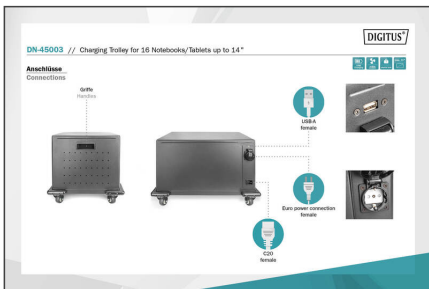 DIGITUS®
DN-45003 // Charging Trolley for 16 Notebooks/Tablets up to 14"
Anschlüsse
Connections
Griffe
Handles
USB-A
female
Euro power connection
female
C20
female